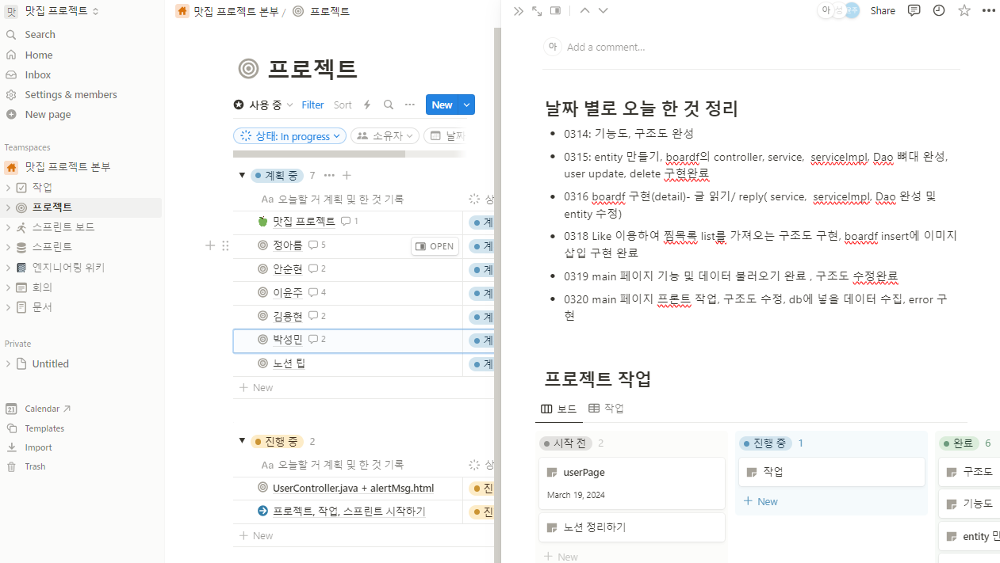 맛 맛집 프로젝트
Search
Home
Inbox
Settings & members
New page
Teamspaces
맛집 프로젝트 본부
작업
프로젝트
스프린트 보드
스프린트
엔지니어링 위키
회의
문서
Private
Untitled
Calendar
Templates
Import
Trash
맛집 프로젝트 본부 / 프로젝트
프로젝트
사용 중 Filter Sort New
상태: In progress 소유자 날짜
계획 중 7
Aa 오늘할 거 계획 및 한 것 기록 상
맛집 프로젝트 1 계
정아름 5 OPEN 계
안순현 2 계
이윤주 4 계
김용현 2 계
박성민 2 계
노션 팁 계
New
진행 중 2
Aa 오늘할 거 계획 및 한 것 기록 상
UserController.java + alertMsg.html 진
프로젝트, 작업, 스프린트 시작하기 진
New
아 성 윤주 Share
아 Add a comment...
날짜 별로 오늘 한 것 정리
0314: 기능도, 구조도 완성
0315: entity 만들기, boardf의 controller, service, serviceImpl, Dao 뼈대 완성,
user update, delete 구현완료
0316 boardf 구현(detail)- 글 읽기/ reply( service, serviceImpl, Dao 완성 및
entity 수정)
0318 Like 이용하여 찜목록 list를 가져오는 구조도 구현, boardf insert에 이미지
삽입 구현 완료
0319 main 페이지 기능 및 데이터 불러오기 완료 , 구조도 수정완료
0320 main 페이지 프론트 작업, 구조도 수정, db에 넣을 데이터 수집, error 구
현
프로젝트 작업
보드 작업
시작 전 2
userPage
March 19, 2024
노션 정리하기
New
진행 중 1
작업
New
완료 6
구조도
기능도
entity 만